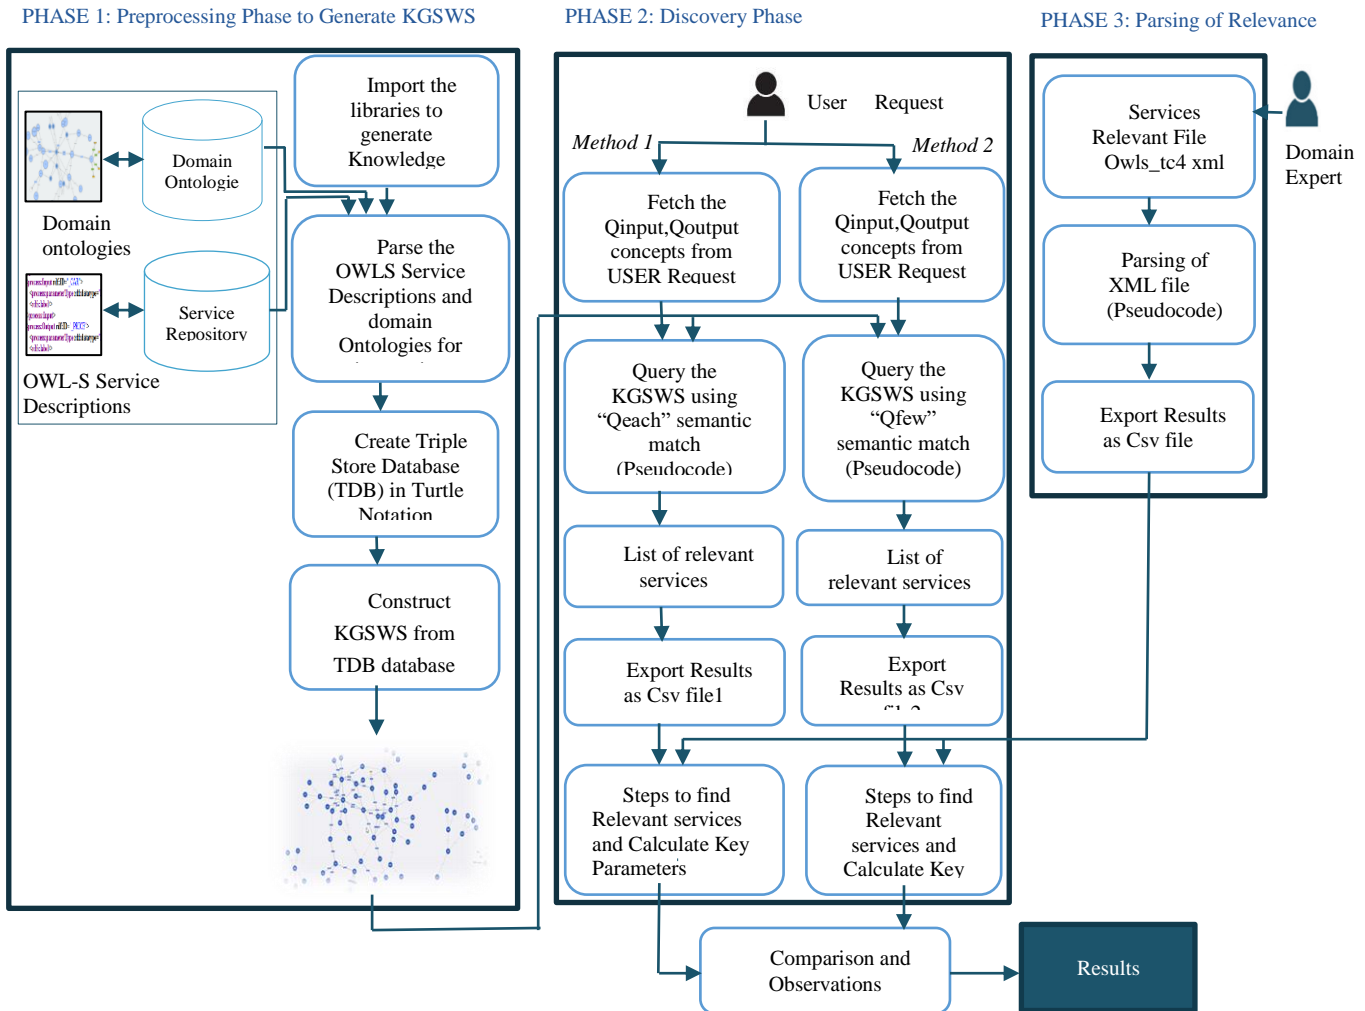 PHASE 1: Preprocessing Phase to Generate KGSWS
Import the
libraries to
generate
Knowledge
Domain
Ontologie
Domain
ontologies
Parse the
OWLS Service
Descriptions and
domain
Ontologies for
Service
Repository
OWL-S Service
Descriptions
Create Triple
Store Database
(TDB) in Turtle
Notation
Construct
KGSWS from
TDB database
PHASE 2: Discovery Phase
User Request
Method 1
Method 2
Fetch the
Qinput,Qoutput
concepts from
USER Request
Fetch the
Qinput,Qoutput
concepts from
USER Request
Query the
KGSWS using
“Qeach” semantic
match
(Pseudocode)
Query the
KGSWS using
“Qfew”
semantic match
(Pseudocode)
List of relevant
services
List of
relevant services
Export Results
as Csv file1
Export
Results as Csv
file2
Steps to find
Relevant services
and Calculate Key
Parameters
Steps to find
Relevant
services and
Calculate Key
PHASE 3: Parsing of Relevance
Services
Relevant File
Owls_tc4 xml
Domain
Expert
Parsing of
XML file
(Pseudocode)
Export Results
as Csv file
Comparison and
Observations
Results